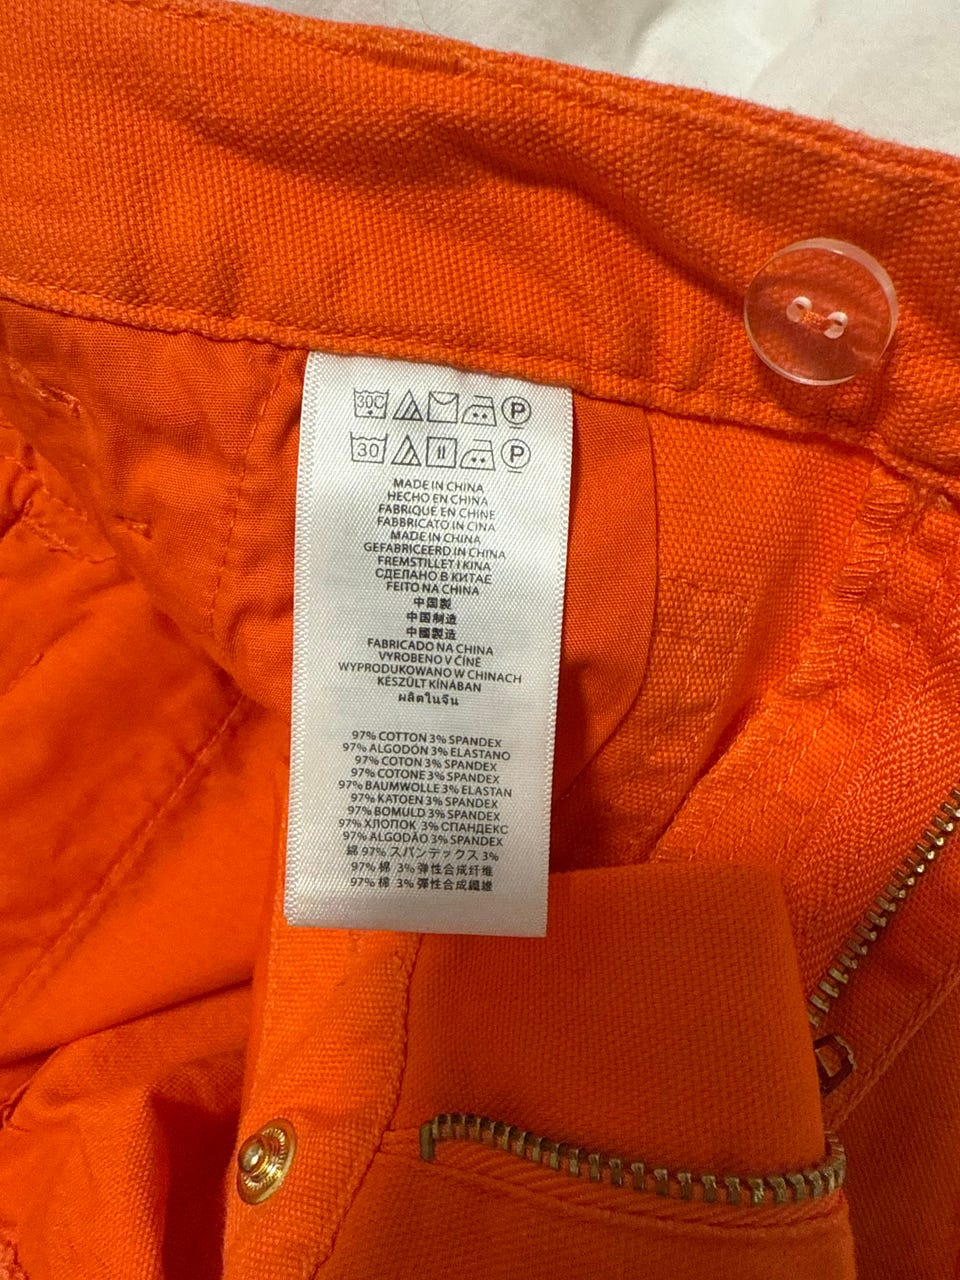 30C P
30 P
MADE IN CHINA
HECHO EN CHINA
FABRIQUÉ EN CHINE
FABBRICATO IN CINA
MADE IN CHINA
GEFABRICEERD IN CHINA
FREMSTILLET I KINA
СДЕЛАНО В КИТАЕ
FEITO NA CHINA
中国製
中国制造
中國製造
FABRICADO NA CHINA
VYROBENO V ČÍNĚ
WYPRODUKOWANO W CHINACH
KÉSZÜLT KÍNÁBAN
ผลิตในจีน
97% COTTON 3% SPANDEX
97% ALGODÓN 3% ELASTANO
97% COTON 3% SPANDEX
97% COTONE 3% SPANDEX
97% BAUMWOLLE 3% ELASTAN
97% KATOEN 3% SPANDEX
97% BOMULD 3% SPANDEX
97% ХЛОПОК 3% СПАНДЕКС
97% ALGODÃO 3% SPANDEX
綿 97% スパンデックス 3%
97% 棉 3% 弹性合成纤维
97% 棉 3% 彈性合成纖維